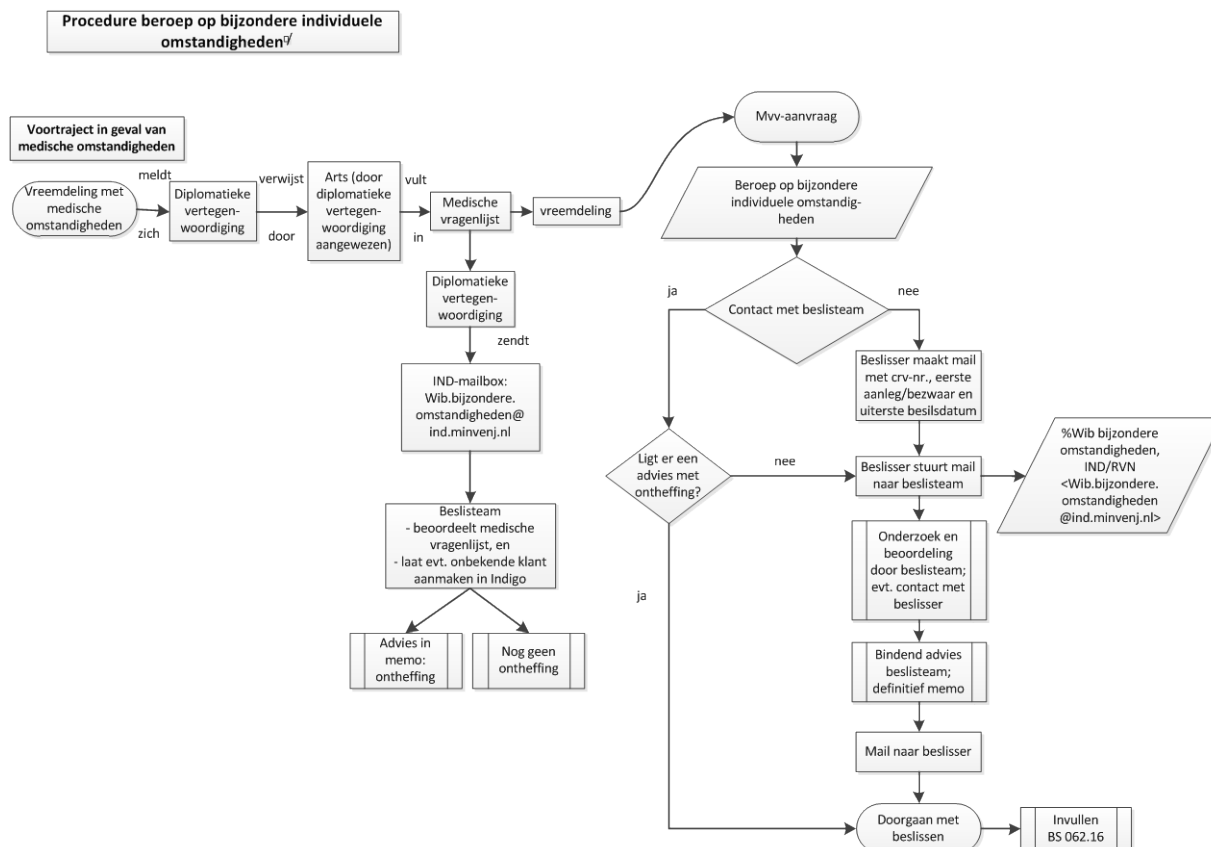 Procedure beroep op bijzondere individuele
omstandigheden
Voortraject in geval van
medische omstandigheden
Vreemdeling met
medische
omstandigheden
meldt
zich
Diplomatieke
vertegen-
woordiging
verwijst
door
Arts (door
diplomatieke
vertegen-
woordiging
aangewezen)
vult
in
Medische
vragenlijst
vreemdeling
Diplomatieke
vertegen-
woordiging
zendt
IND-mailbox:
Wib.bijzondere.
omstandigheden@
ind.minvenj.nl
Beslisteam
- beoordeelt medische
vragenlijst, en
- laat evt. onbekende klant
aanmaken in Indigo
Advies in
memo:
ontheffing
Nog geen
ontheffing
Mvv-aanvraag
Beroep op bijzondere
individuele omstandig-
heden
Contact met beslisteam
ja
nee
Beslisser maakt mail
met crv-nr., eerste
aanleg/bezwaar en
uiterste besilsdatum
Ligt er een
advies met
ontheffing?
nee
ja
Beslisser stuurt mail
naar beslisteam
%Wib bijzondere
omstandigheden,
IND/RVN
<Wib.bijzondere.
omstandigheden
@ind.minvenj.nl>
Onderzoek en
beoordeling
door beslisteam;
evt. contact met
beslisser
Bindend advies
beslisteam;
definitief memo
Mail naar beslisser
Doorgaan met
beslissen
Invullen
BS 062.16